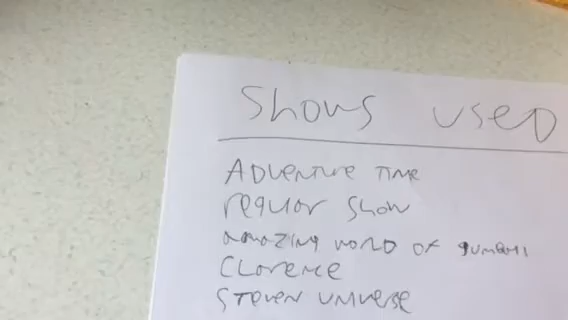 Shows used
ADVENTURE TIME
regular show
amazing world of gumball
CLARENCE
STEVEN UNIVERSE